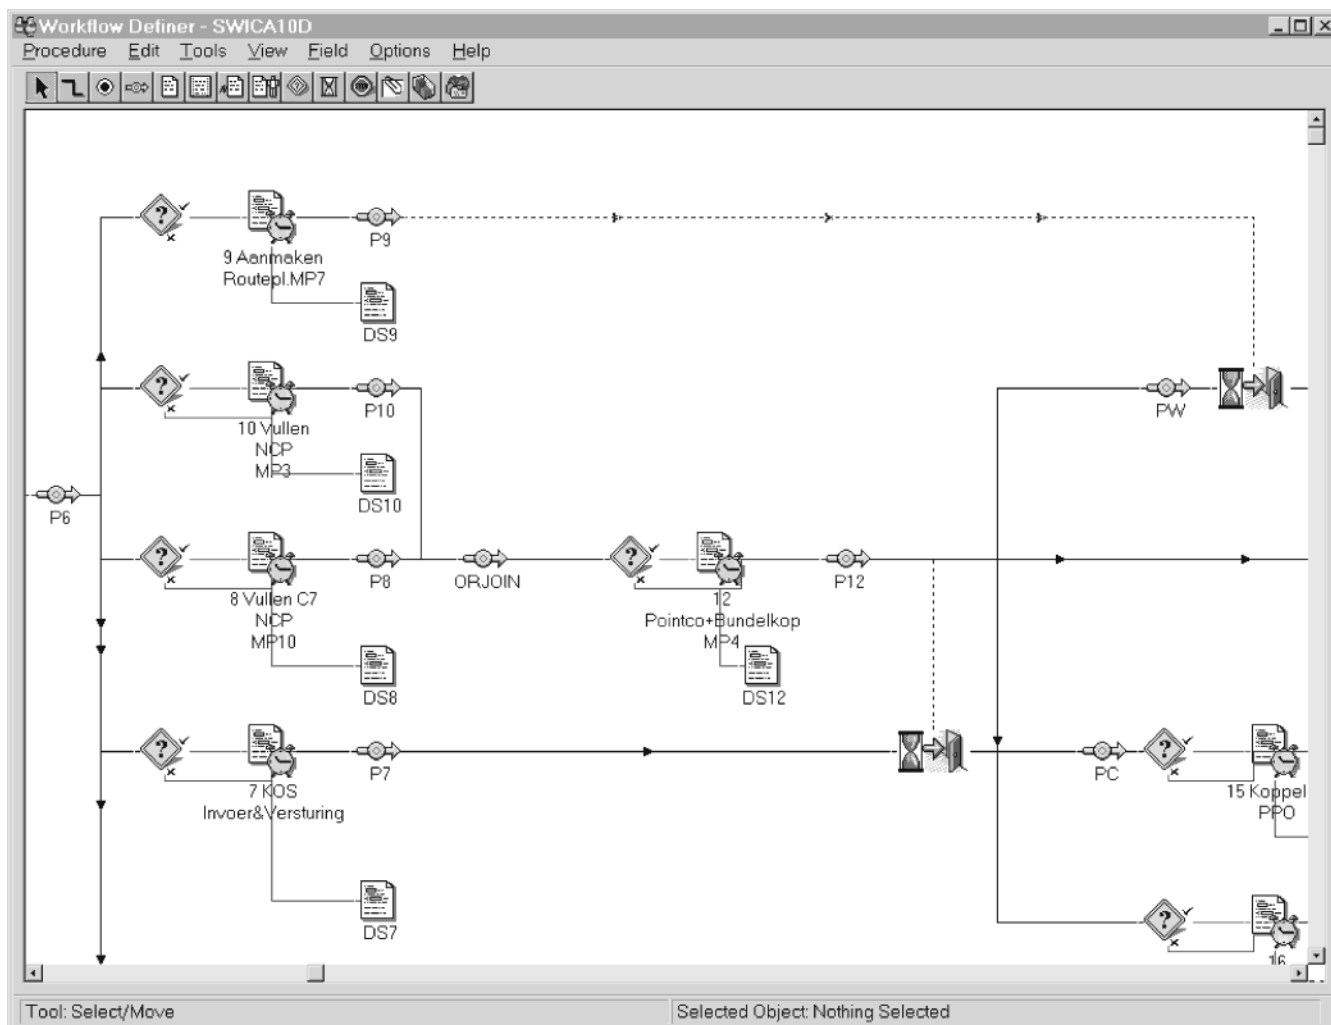 Workflow Definer - SWICA10D
Procedure Edit Tools View Field Options Help
P9
9 Aanmaken
Routepl.MP7
DS9
P10
10 Vullen
NCP
MP3
DS10
PW
P6
P8
ORJOIN
P12
8 Vullen C7
NCP
MP10
DS8
12
Pointco+Bundelkop
MP4
DS12
P7
7 KOS
Invoer&Versturing
DS7
PC
15 Koppel
PPO
16
Tool: Select/Move
Selected Object: Nothing Selected